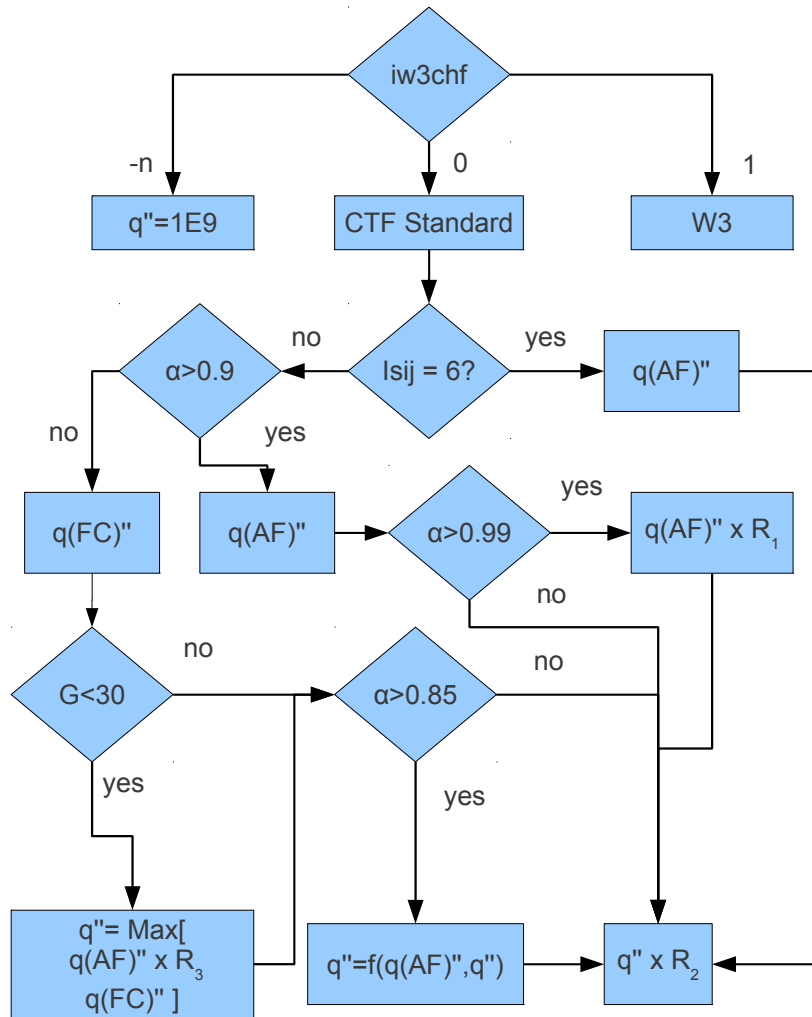 iw3chf
-n
0
1
q"=1E9
CTF Standard
W3
no
yes
α>0.9
Isij = 6?
q(AF)"
no
yes
yes
q(FC)"
q(AF)"
α>0.99
q(AF)" x R₁
no
no
no
G<30
α>0.85
yes
yes
q"= Max[
q(AF)" x R₃
q(FC)" ]
q"=f(q(AF)",q")
q" x R₂